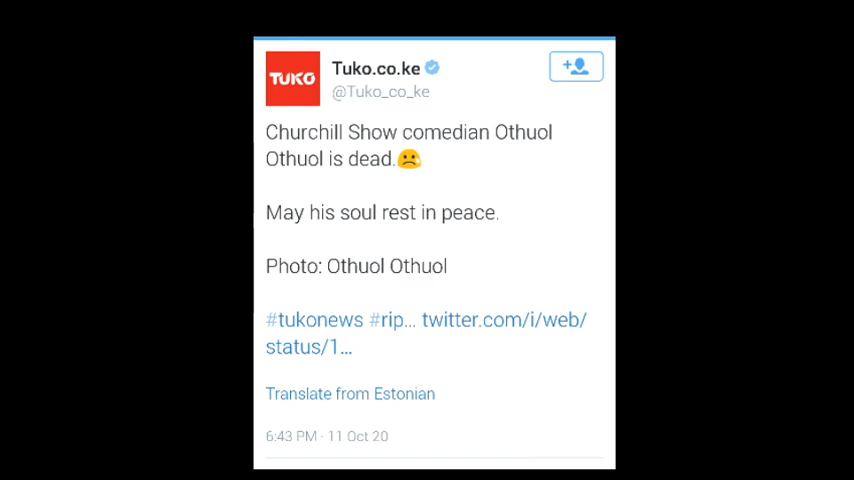 TUKO
Tuko.co.ke
@Tuko_co_ke
Churchill Show comedian Othuol
Othuol is dead.
May his soul rest in peace.
Photo: Othuol Othuol
#tukonews #rip... twitter.com/i/web/
status/1...
Translate from Estonian
6:43 PM · 11 Oct 20